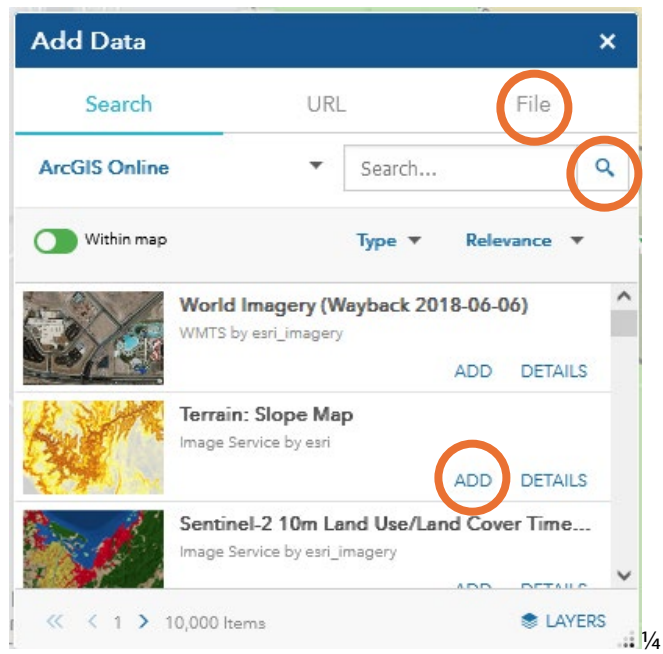 Add Data ×
Search URL File
ArcGIS Online Search...
Within map Type Relevance
World Imagery (Wayback 2018-06-06)
WMTS by esri_imagery
ADD DETAILS
Terrain: Slope Map
Image Service by esri
ADD DETAILS
Sentinel-2 10m Land Use/Land Cover Time...
Image Service by esri_imagery
ADD DETAILS
« < 1 > 10,000 Items LAYERS
¼